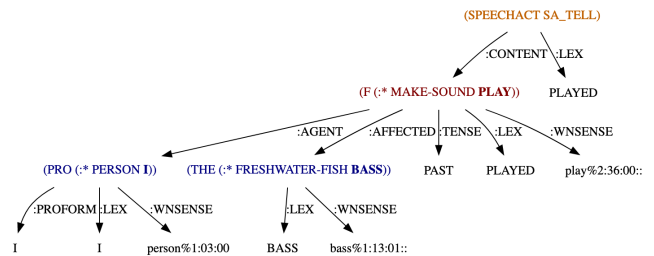 (SPEECHACT SA_TELL)
:CONTENT :LEX
(F (:* MAKE-SOUND PLAY)) PLAYED
:AGENT :AFFECTED :TENSE :LEX :WNSENSE
(PRO (:* PERSON I)) (THE (:* FRESHWATER-FISH BASS)) PAST PLAYED play%2:36:00::
:PROFORM :LEX :WNSENSE :LEX :WNSENSE
I I person%1:03:00 BASS bass%1:13:01::